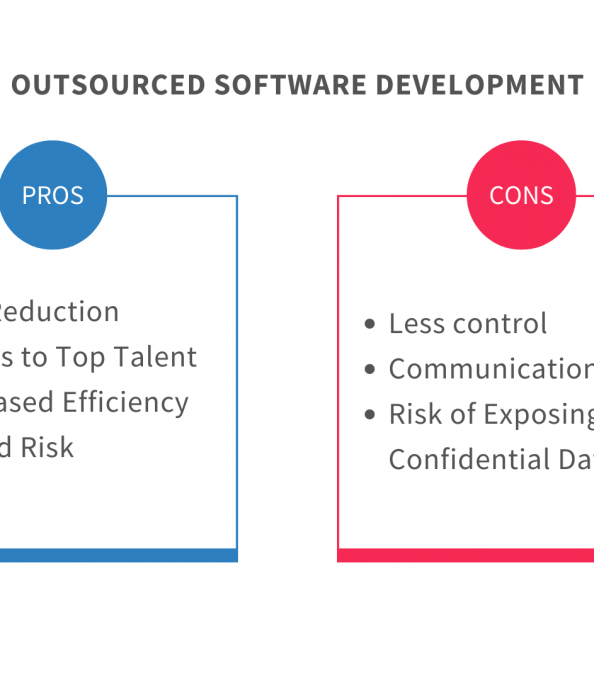 OUTSOURCED SOFTWARE DEVELOPMENT
PROS
Reduction
s to Top Talent
ased Efficiency
d Risk
CONS
• Less control
• Communication
• Risk of Exposing
Confidential Da